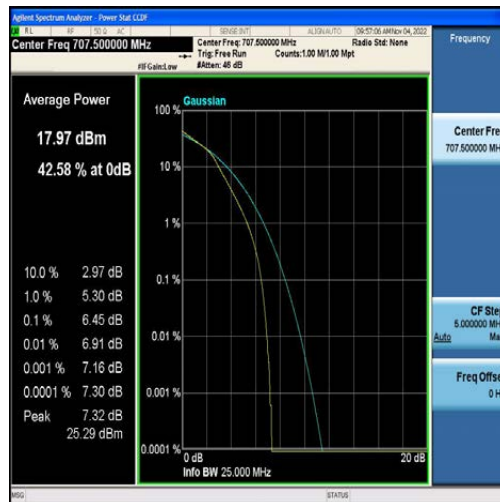 Agilent Spectrum Analyzer - Power Stat CCDF
RL RF 50 Ω AC SENSE:INT ALIGNAUTO 09:57:06 AM Nov 04, 2022
Center Freq 707.500000 MHz
Center Freq: 707.500000 MHz Radio Std: None
Trig: Free Run Counts:1.00 M/1.00 Mpt
#IFGain:Low #Atten: 46 dB
Frequency
Average Power
17.97 dBm
42.58 % at 0dB
10.0 % 2.97 dB
1.0 % 5.30 dB
0.1 % 6.45 dB
0.01 % 6.91 dB
0.001 % 7.16 dB
0.0001 % 7.30 dB
Peak 7.32 dB
25.29 dBm
Gaussian
100 %
10 %
1 %
0.1 %
0.01 %
0.001 %
0.0001 %
0 dB 20 dB
Info BW 25.000 MHz
Center Fre
707.500000 MH
CF Ste
5.000000 MH
Auto Ma
Freq Offse
0 H
MSG STATUS